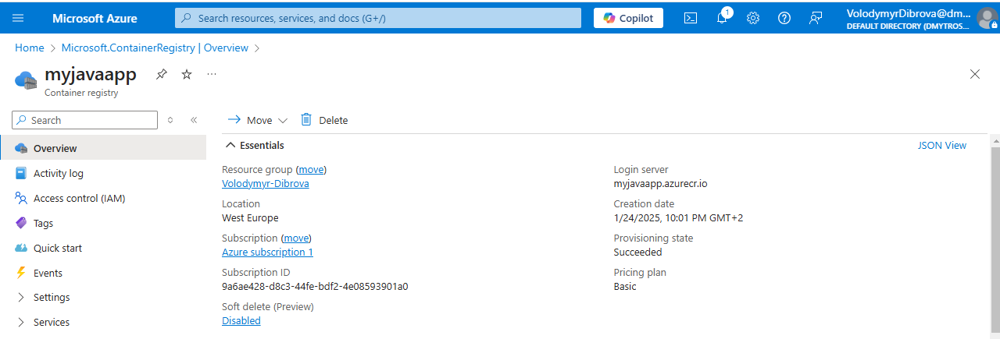 Microsoft Azure
Search resources, services, and docs (G+/)
Copilot
1
VolodymyrDibrova@dm...
DEFAULT DIRECTORY (DMYTROS...
Home > Microsoft.ContainerRegistry | Overview >
myjavaapp
Container registry
Search
Move
Delete
Overview
Activity log
Access control (IAM)
Tags
Quick start
Events
Settings
Services
Essentials
JSON View
Resource group (move)
Volodymyr-Dibrova
Location
West Europe
Subscription (move)
Azure subscription 1
Subscription ID
9a6ae428-d8c3-44fe-bdf2-4e08593901a0
Soft delete (Preview)
Disabled
Login server
myjavaapp.azurecr.io
Creation date
1/24/2025, 10:01 PM GMT+2
Provisioning state
Succeeded
Pricing plan
Basic